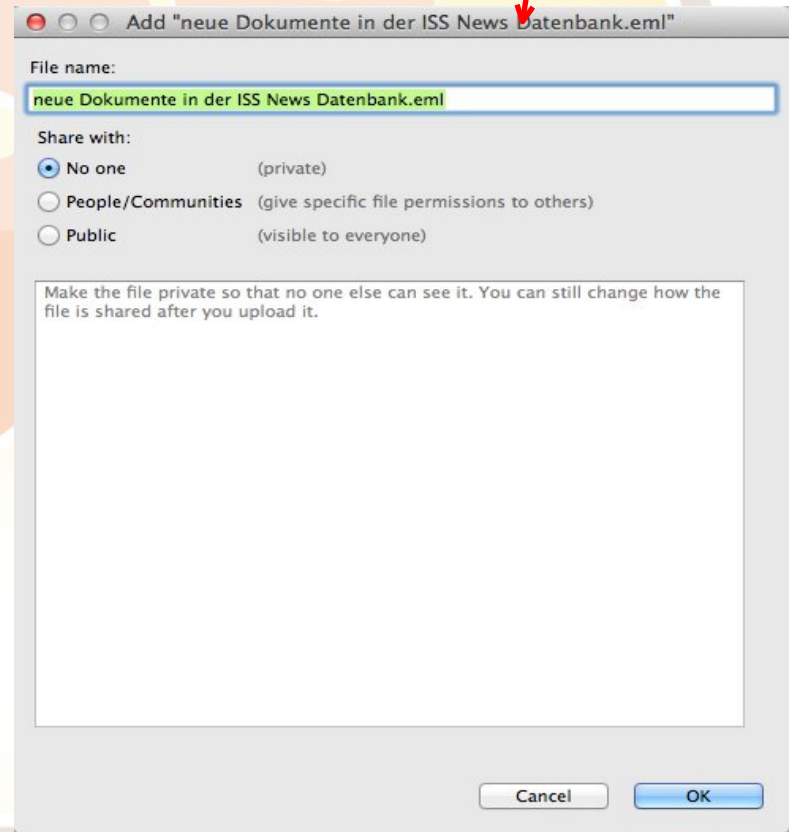 Add "neue Dokumente in der ISS News Datenbank.eml"
File name:
neue Dokumente in der ISS News Datenbank.eml
Share with:
No one (private)
People/Communities (give specific file permissions to others)
Public (visible to everyone)
Make the file private so that no one else can see it. You can still change how the
file is shared after you upload it.
Cancel OK